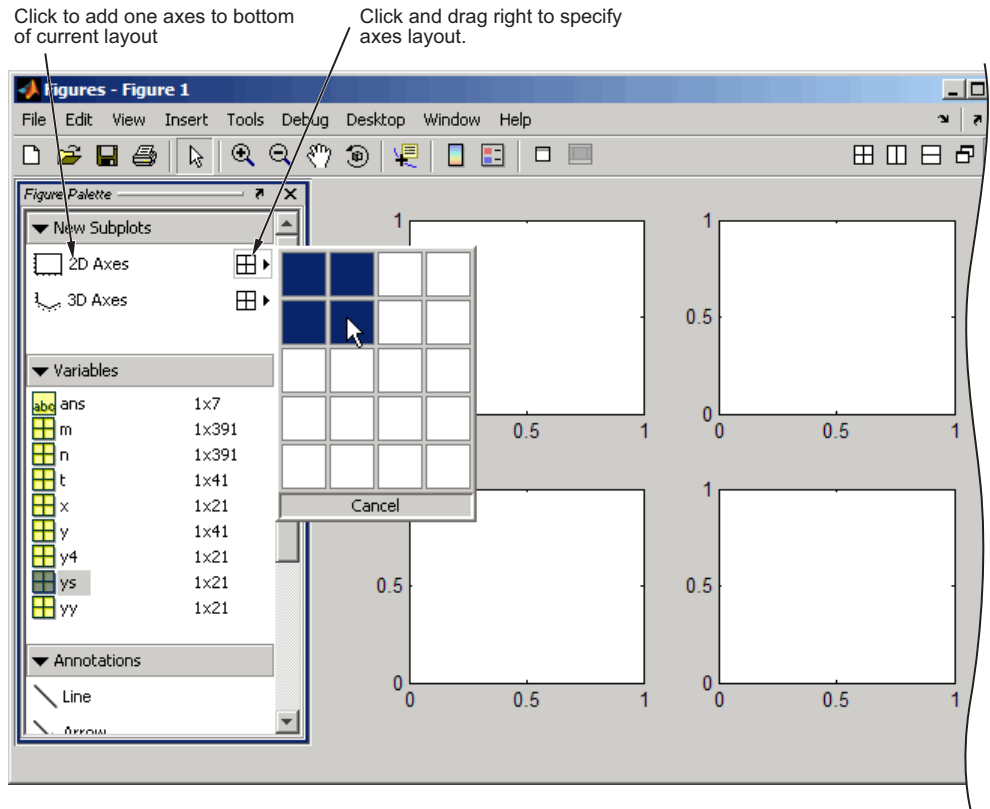 Click to add one axes to bottom
of current layout
Click and drag right to specify
axes layout.
Figures - Figure 1
File Edit View Insert Tools Debug Desktop Window Help
Figure Palette
New Subplots
2D Axes
3D Axes
Variables
abc ans 1x7
m 1x391
n 1x391
t 1x41
x 1x21
y 1x41
y4 1x21
ys 1x21
yy 1x21
Annotations
Line
Arrow
Cancel
1
0.5 1
1
0.5
0
0 0.5 1
0.5
0
0 0.5 1
1
0.5
0
0 0.5 1